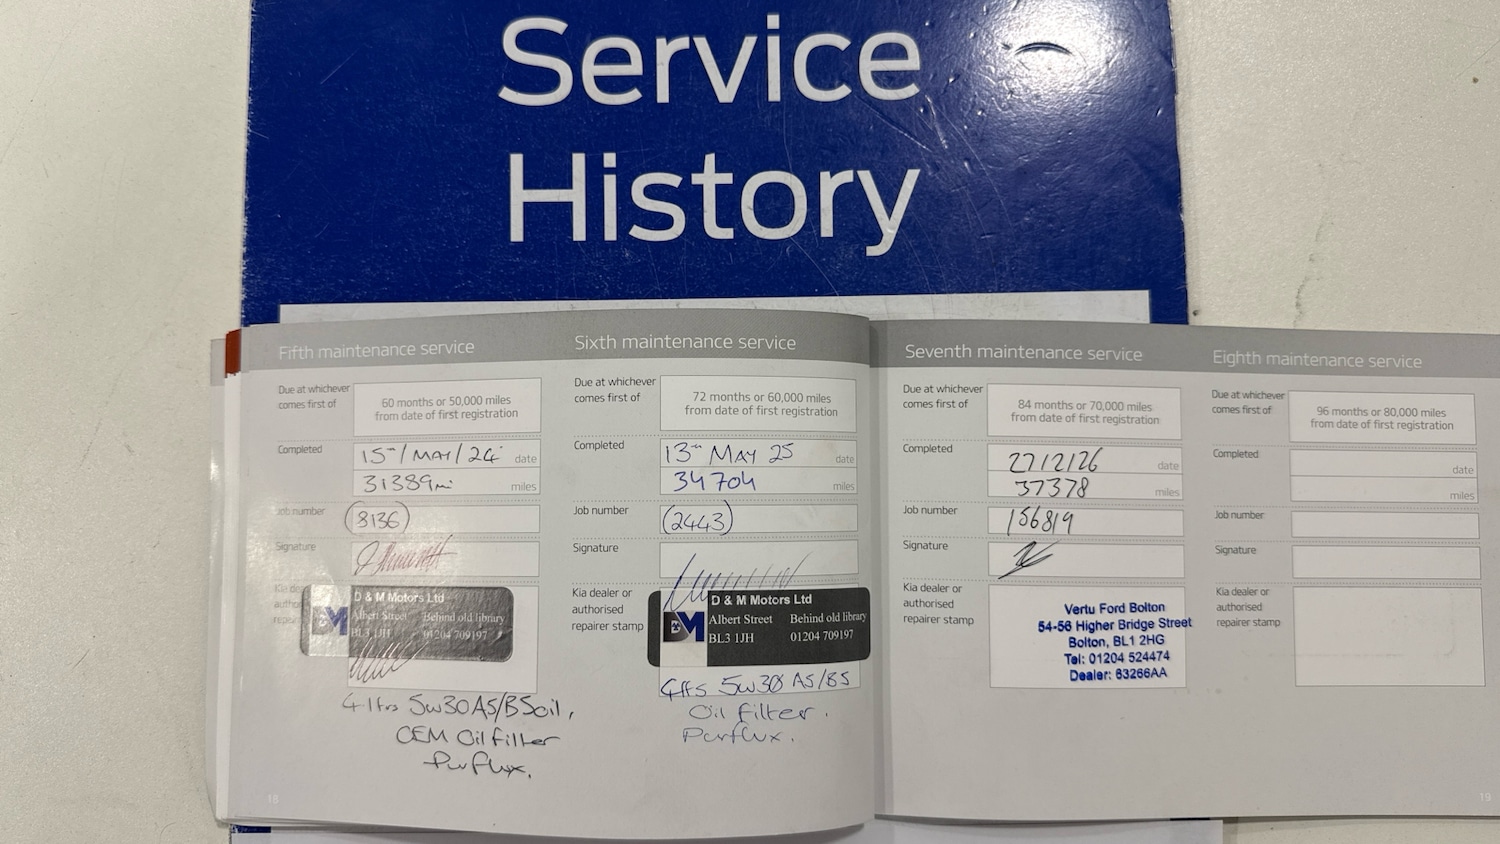 Service
History
Fifth maintenance service
Due at whichever
comes first of
60 months or 50,000 miles
from date of first registration
Completed
15th/MAY/24 date
31389mi miles
Job number
(8136)
Signature
Kia
D & M Motors Ltd
Albert Street Behind old library
BL3 1JH 01204 709197
4 ltrs 5w30 A5/B5 oil,
OEM Oil filter
Purflux.
18
Sixth maintenance service
Due at whichever
comes first of
72 months or 60,000 miles
from date of first registration
Completed
13th MAY 25 date
34704 miles
Job number
(2443)
Signature
Kia dealer or
authorised
repairer stamp
D & M Motors Ltd
Albert Street Behind old library
BL3 1JH 01204 709197
4ltrs 5w30 A5/B5
Oil filter.
Purflux.
Seventh maintenance service
Due at whichever
comes first of
84 months or 70,000 miles
from date of first registration
Completed
27/2/26 date
37378 miles
Job number
156819
Signature
Kia dealer or
authorised
repairer stamp
Vertu Ford Bolton
54-56 Higher Bridge Street
Bolton, BL1 2HG
Tel: 01204 524474
Dealer: 63266AA
Eighth maintenance service
Due at whichever
comes first of
96 months or 80,000 miles
from date of first registration
Completed
date
miles
Job number
Signature
Kia dealer or
authorised
repairer stamp
19